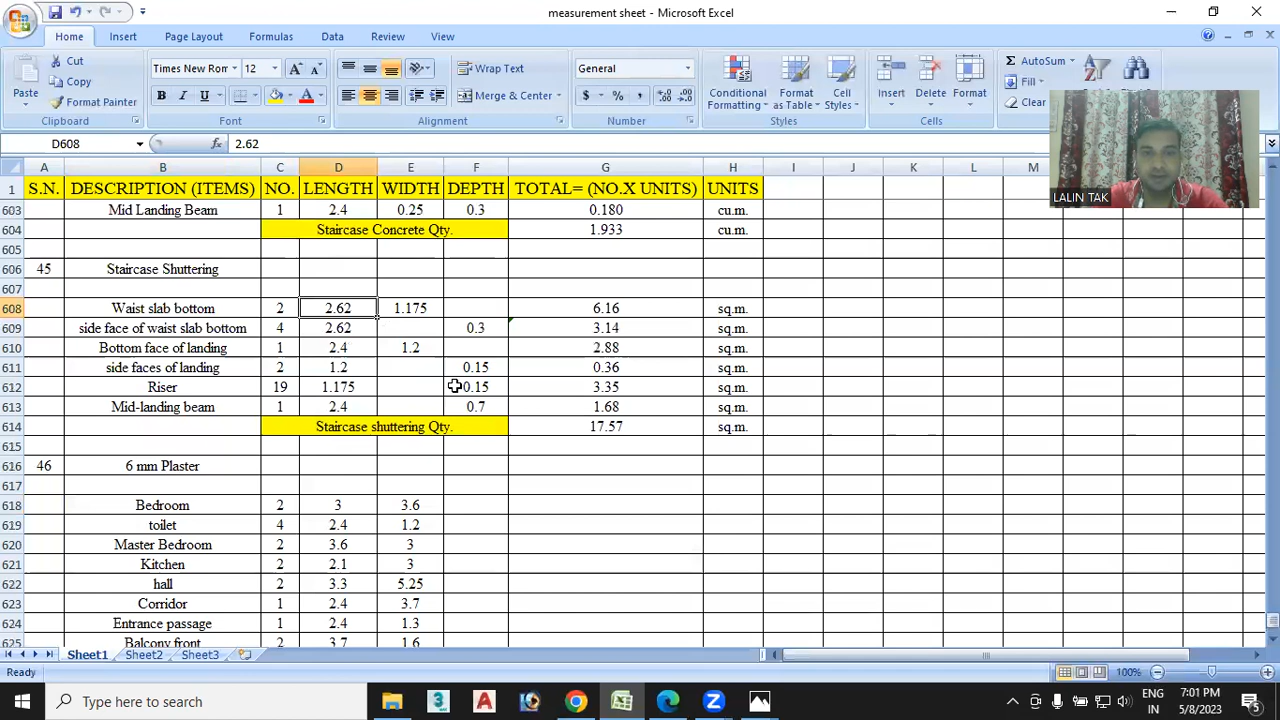 measurement sheet - Microsoft Excel
Home Insert Page Layout Formulas Data Review View
Paste
Cut
Copy
Format Painter
Clipboard
Times New Ron 12
B I U
Font
Wrap Text
Merge & Center
Alignment
General
$ % ,
Number
Conditional Formatting
Format as Table
Cell Styles
Styles
Insert Delete Format
Cells
AutoSum
Fill
Clear
LALIN TAK
D608 fx 2.62
A B C D E F G H I J K L M
1 S.N. DESCRIPTION (ITEMS) NO. LENGTH WIDTH DEPTH TOTAL= (NO.X UNITS) UNITS
603 Mid Landing Beam 1 2.4 0.25 0.3 0.180 cu.m.
604 Staircase Concrete Qty. 1.933 cu.m.
605
606 45 Staircase Shuttering
607
608 Waist slab bottom 2 2.62 1.175 6.16 sq.m.
609 side face of waist slab bottom 4 2.62 0.3 3.14 sq.m.
610 Bottom face of landing 1 2.4 1.2 2.88 sq.m.
611 side faces of landing 2 1.2 0.15 0.36 sq.m.
612 Riser 19 1.175 0.15 3.35 sq.m.
613 Mid-landing beam 1 2.4 0.7 1.68 sq.m.
614 Staircase shuttering Qty. 17.57 sq.m.
615
616 46 6 mm Plaster
617
618 Bedroom 2 3 3.6
619 toilet 4 2.4 1.2
620 Master Bedroom 2 3.6 3
621 Kitchen 2 2.1 3
622 hall 2 3.3 5.25
623 Corridor 1 2.4 3.7
624 Entrance passage 1 2.4 1.3
625 Balcony front 2 3.7 1.6
Sheet1 Sheet2 Sheet3
Ready 100%
Type here to search
ENG
IN
7:01 PM
5/8/2023
5